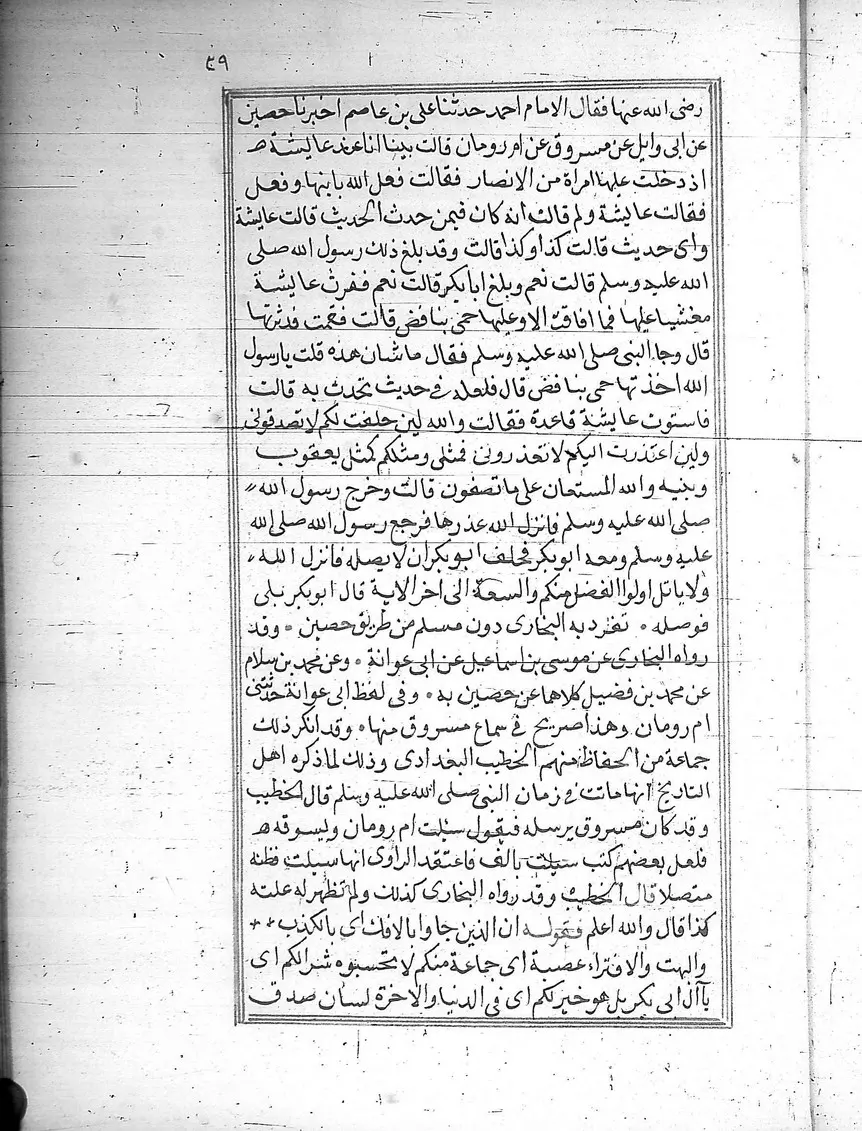 ٣٩
رضى الله عنها فقال الامام احمد حدثنا على بن عاصم اخبرنا حصين
عن ابى وايل عن مسروق عن ام رومان قالت بينا انا عند عايشة ھ
اذ دخلت عليها امراة من الانصار فقالت فعل الله بابنها وفعل
فقالت عايشة ولم قالت انه كان فيمن حدث الحديث قالت عايشة
واى حديث قالت كذا وكذا قالت وقد بلغ ذلك رسول الله صلى
الله عليه وسلم قالت نعم وبلغ ابا بكر قالت نعم فخرت عايشة
مغشيا عليها فما افاقت الا وعليها حمى بنافض قالت فقمت فدثرتها
قال وجا النبى صلى الله عليه وسلم فقال ما شان هذه قلت يا رسول
الله اخذتها حمى بنافض قال فلعله فى حديث تحدث به قالت
فاستوت عايشة قاعدة فقالت والله لين حلفت لكم لا تصدقونى
ولين اعتذرت اليكم لا تعذرونى فمثلى ومثلكم كمثل يعقوب
وبنيه والله المستعان على ما تصفون قالت وخرج رسول الله
صلى الله عليه وسلم فانزل الله عذرها فرجع رسول الله صلى الله
عليه وسلم ومعه ابو بكر فحلف ابو بكر ان لا يصله فانزل الله
ولا ياتل اولوا الفضل منكم والسعة الى اخر الاية قال ابو بكر بلى
فوصله ٠ تفرد به البخارى دون مسلم من طريق حصين ٠ وقد
رواه البخارى عن موسى بن اسماعيل عن ابى عوانة ٠ وعن محمد بن سلام
عن محمد بن فضيل كلاهما عن حصين به ٠ وفى لفظ ابى عوانة حدثتنى
ام رومان وهذا صريح فى سماع مسروق منها ٠ وقد انكر ذلك
جماعة من الحفاظ منهم الخطيب البغدادى وذلك لما ذكره اهل
التاريخ انها ماتت فى زمان النبى صلى الله عليه وسلم قال الخطيب
وقد كان مسروق يرسله فيقول سيلت ام رومان ويسوقه ھ
فلعل بعضهم كتب سيلت بالف فاعتقد الراوى انها سيلت فظنه
متصلا قال الخطيب وقد رواه البخارى كذلك ولم تظهر له علته
كذا قال والله اعلم فقوله ان الذين جاوا بالافك اى بالكذب
والبهت والافتراء عصبة اى جماعة منكم لا تحسبوه شرا لكم اى
يا آل ابى بكر بل هو خير لكم اى فى الدنيا والاخرة لسان صدق